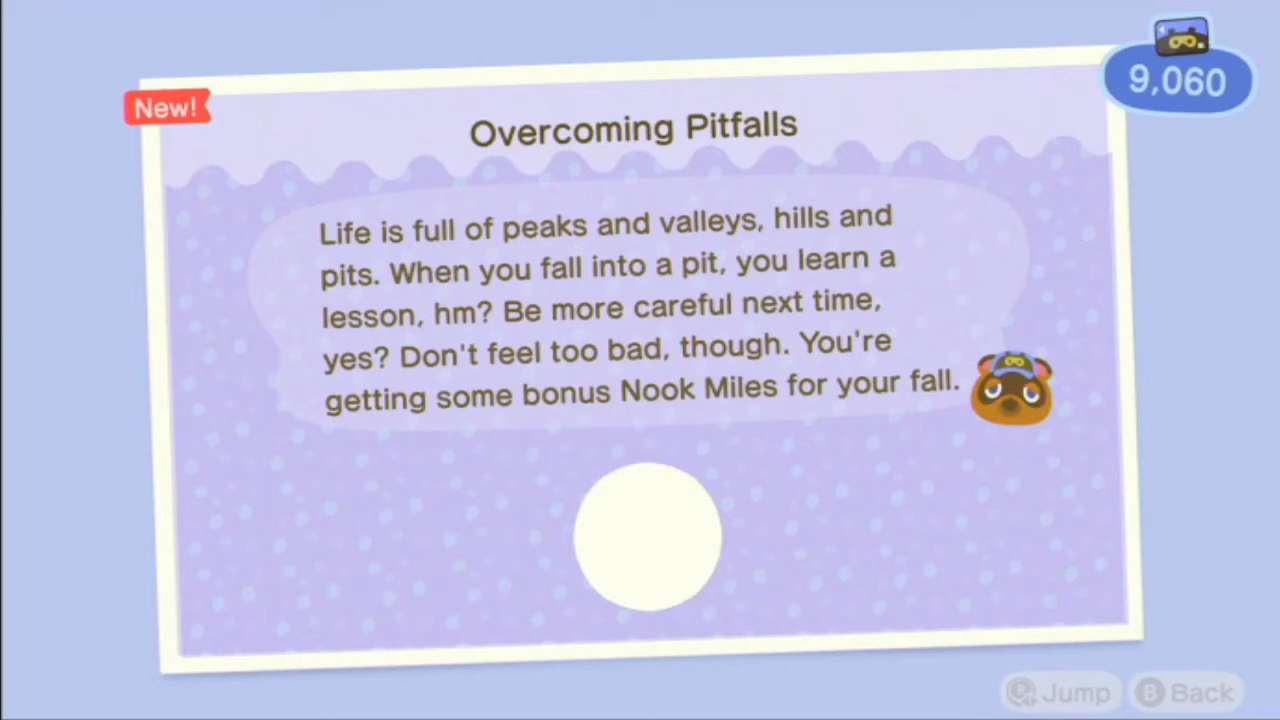 9,060
New!
Overcoming Pitfalls
Life is full of peaks and valleys, hills and
pits. When you fall into a pit, you learn a
lesson, hm? Be more careful next time,
yes? Don't feel too bad, though. You're
getting some bonus Nook Miles for your fall.
Jump
B Back